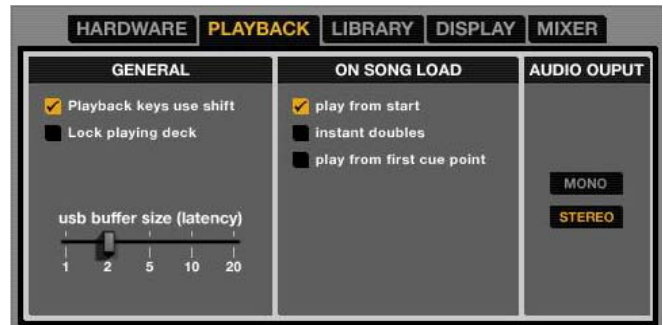 HARDWARE PLAYBACK LIBRARY DISPLAY MIXER
GENERAL
Playback keys use shift
Lock playing deck
usb buffer size (latency)
1 2 5 10 20
ON SONG LOAD
play from start
instant doubles
play from first cue point
AUDIO OUPUT
MONO
STEREO